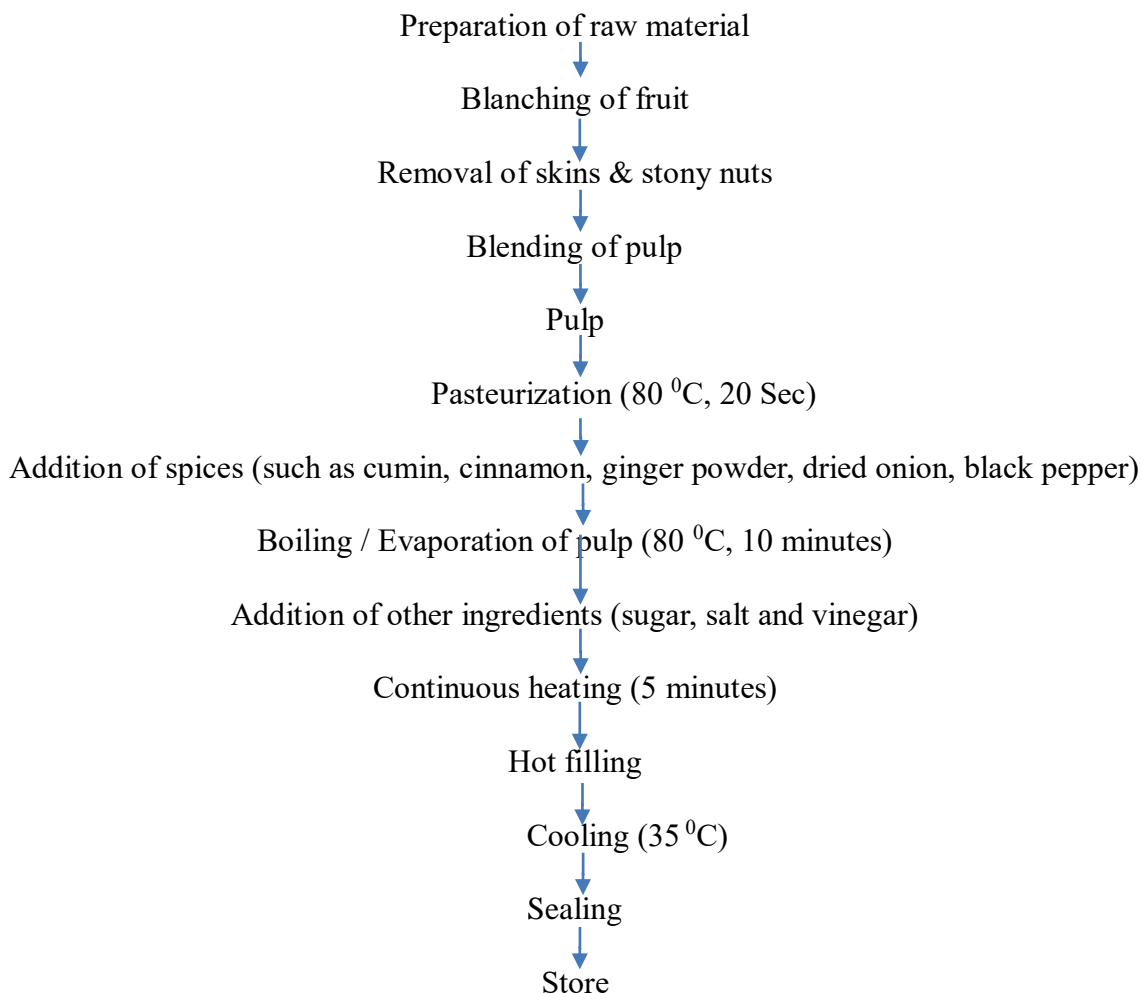 Preparation of raw material
Blanching of fruit
Removal of skins & stony nuts
Blending of pulp
Pulp
Pasteurization (80 ⁰C, 20 Sec)
Addition of spices (such as cumin, cinnamon, ginger powder, dried onion, black pepper)
Boiling / Evaporation of pulp (80 ⁰C, 10 minutes)
Addition of other ingredients (sugar, salt and vinegar)
Continuous heating (5 minutes)
Hot filling
Cooling (35 ⁰C)
Sealing
Store